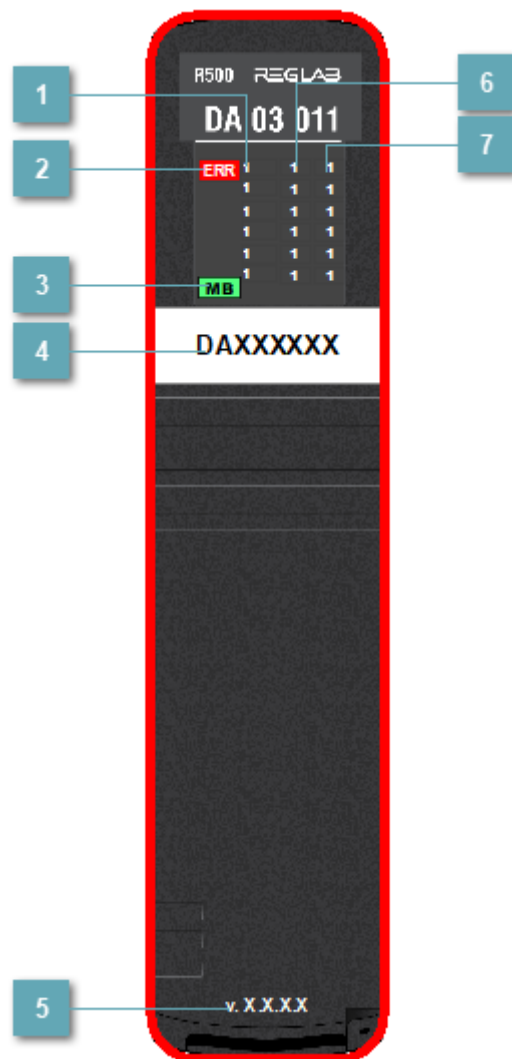 R500 REGLAB
DA 03 011
1
6
7
2
ERR 1 1 1
1 1 1
1 1 1
1 1 1
1 1 1
1 1 1
3
MB
4
DAXXXXXX
5
v. X.X.X.X